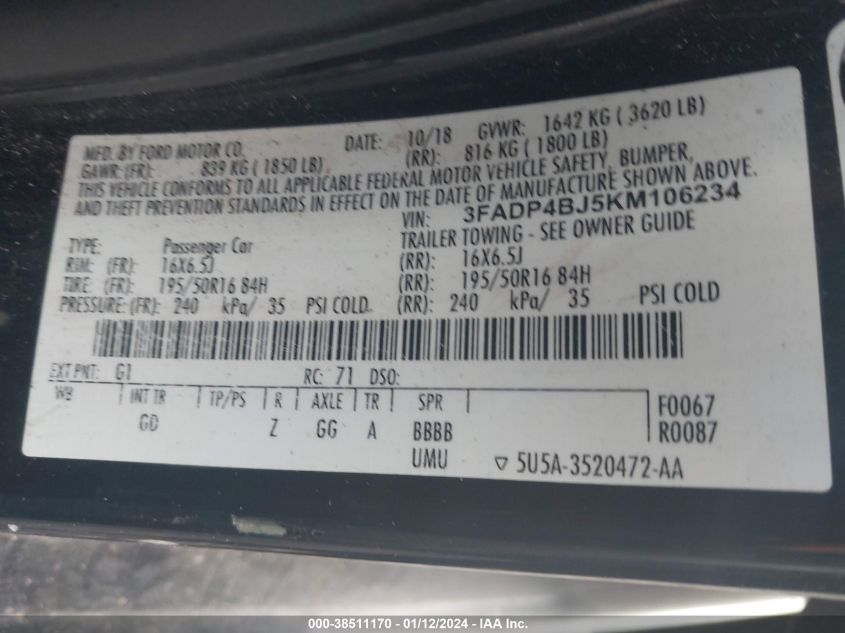 MFD. BY FORD MOTOR CO. DATE: 10/18 GVWR: 1642 KG ( 3620 LB)
GAWR:(FR): 839 KG ( 1850 LB) (RR): 816 KG ( 1800 LB)
THIS VEHICLE CONFORMS TO ALL APPLICABLE FEDERAL MOTOR VEHICLE SAFETY, BUMPER,
AND THEFT PREVENTION STANDARDS IN EFFECT ON THE DATE OF MANUFACTURE SHOWN ABOVE.
VIN: 3FADP4BJ5KM106234
TYPE: Passenger Car TRAILER TOWING - SEE OWNER GUIDE
RIM: (FR): 16X6.5J (RR): 16X6.5J
TIRE: (FR): 195/50R16 84H (RR): 195/50R16 84H
PRESSURE:(FR): 240 kPa/ 35 PSI COLD (RR): 240 kPa/ 35 PSI COLD
EXT PNT: G1 RC: 71 DSO:
WB INT TR TP/PS R AXLE TR SPR F0067
GD Z GG A BBBB R0087
UMU ▽ 5U5A-3520472-AA
000-38511170 - 01/12/2024 - IAA Inc.